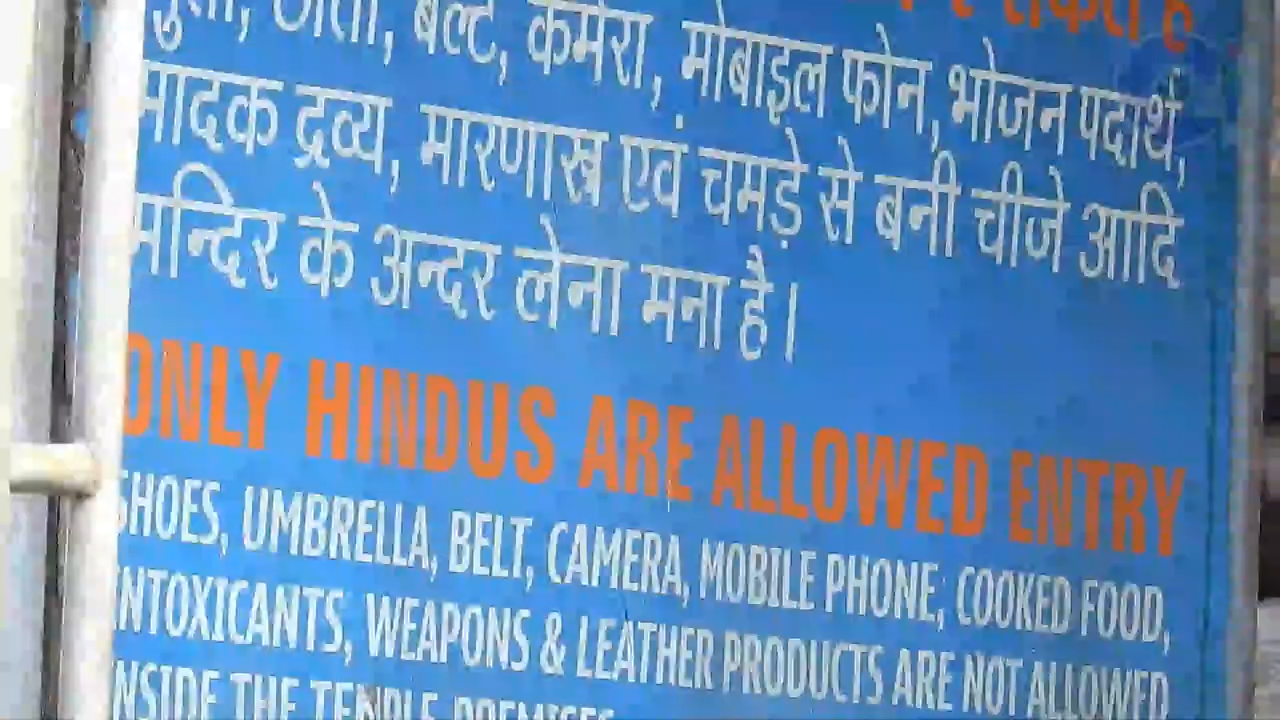 सकते है
छाता, बेल्ट, कैमेरा, मोबाइल फोन, भोजन पदार्थ,
मादक द्रव्य, मारणास्त्र एवं चमड़े से बनी चीजे आदि
मन्दिर के अन्दर लेना मना है।
ONLY HINDUS ARE ALLOWED ENTRY
SHOES, UMBRELLA, BELT, CAMERA, MOBILE PHONE, COOKED FOOD,
INTOXICANTS, WEAPONS & LEATHER PRODUCTS ARE NOT ALLOWED
INSIDE THE TEMPLE PREMISES